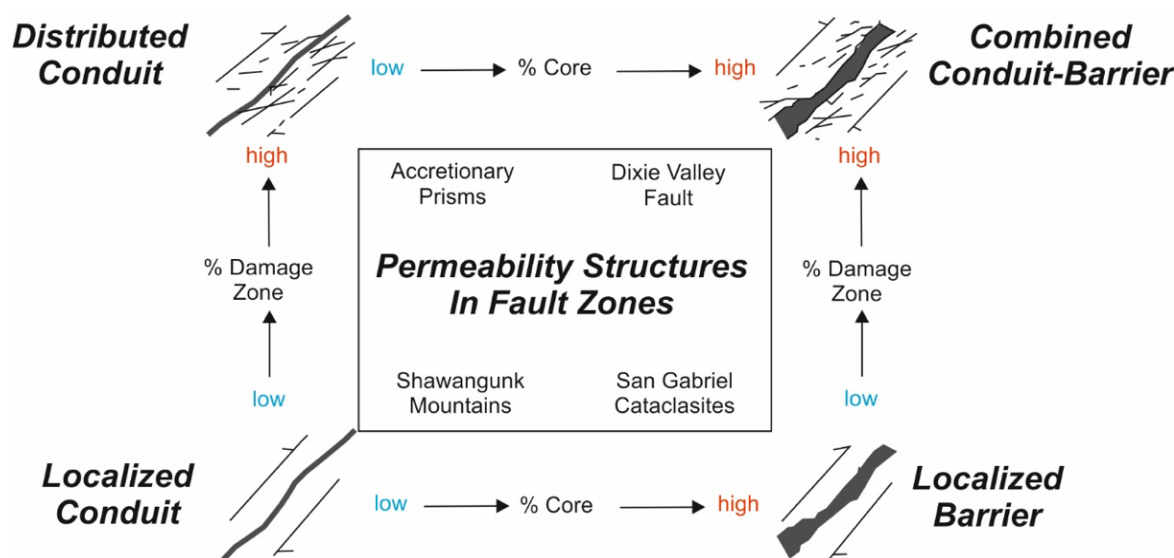 Distributed
Conduit
low
% Core
high
Combined
Conduit-Barrier
high
high
Accretionary
Prisms
Dixie Valley
Fault
% Damage
Zone
Permeability Structures
In Fault Zones
% Damage
Zone
low
Shawangunk
Mountains
San Gabriel
Cataclasites
low
Localized
Conduit
low
% Core
high
Localized
Barrier